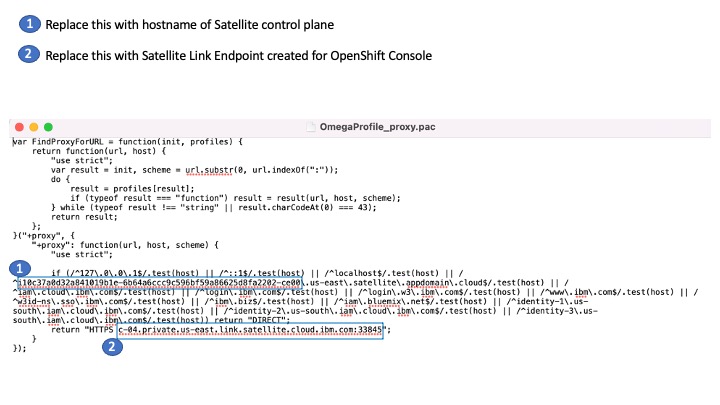 1 Replace this with hostname of Satellite control plane
2 Replace this with Satellite Link Endpoint created for OpenShift Console
OmegaProfile_proxy.pac
var FindProxyForURL = function(init, profiles) {
return function(url, host) {
"use strict";
var result = init, scheme = url.substr(0, url.indexOf(":"));
do {
result = profiles[result];
if (typeof result === "function") result = result(url, host, scheme);
} while (typeof result !== "string" || result.charCodeAt(0) === 43);
return result;
};
}("+proxy", {
"+proxy": function(url, host, scheme) {
"use strict";
1
if (/^127\.0\.0\.1$/.test(host) || /^::1$/.test(host) || /^localhost$/.test(host) || /
^i10c37a0d32a841019b1e-6b64a6ccc9c596bf59a86625d8fa2202-ce00\.us-east\.satellite\.appdomain\.cloud$/.test(host) || /
^iam\.cloud\.ibm\.com$/.test(host) || /^login\.ibm\.com$/.test(host) || /^login\.w3\.ibm\.com$/.test(host) || /^www\.ibm\.com$/.test(host) || /
^w3id-ns\.sso\.ibm\.com$/.test(host) || /^ibm\.biz$/.test(host) || /^iam\.bluemix\.net$/.test(host) || /^identity-1\.us-
south\.iam\.cloud\.ibm\.com$/.test(host) || /^identity-2\.us-south\.iam\.cloud\.ibm\.com$/.test(host) || /^identity-3\.us-
south\.iam\.cloud\.ibm\.com$/.test(host)) return "DIRECT";
return "HTTPS c-04.private.us-east.link.satellite.cloud.ibm.com:33845";
}
2
});